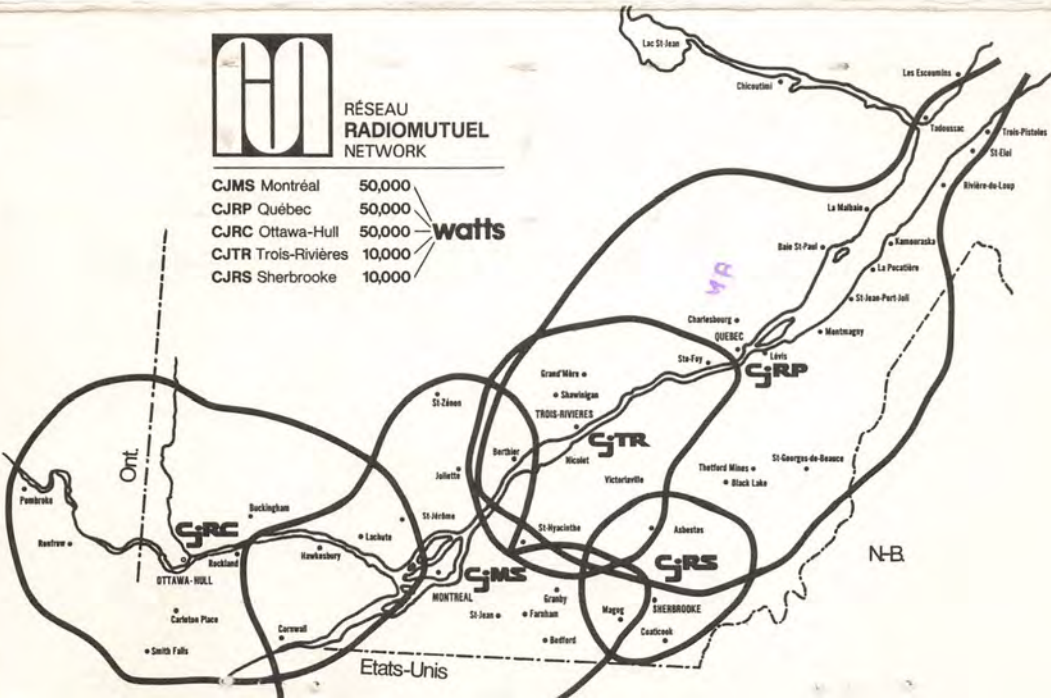 RÉSEAU
RADIOMUTUEL
NETWORK
CJMS Montréal 50,000
CJRP Québec 50,000
CJRC Ottawa-Hull 50,000 watts
CJTR Trois-Rivières 10,000
CJRS Sherbrooke 10,000
Lac St-Jean
Chicoutimi
Les Escoumins
Tadoussac
Trois-Pistoles
St-Eloi
Rivière-du-Loup
La Malbaie
Baie St-Paul
Kamouraska
La Pocatière
St-Jean-Port-Joli
Charlesbourg
Montmagny
QUEBEC
Lévis
Ste-Foy
CJRP
Grand'Mère
Shawinigan
TROIS-RIVIERES
CJTR
Nicolet
Victoriaville
St-Zénon
Berthier
Joliette
Thetford Mines
St-Georges-de-Beauce
Black Lake
Ont.
Pembroke
Renfrew
Buckingham
CJRC
Rockland
OTTAWA-HULL
Carleton Place
Smith Falls
St-Jérôme
Lachute
Hawkesbury
Cornwall
MONTREAL
CJMS
St-Hyacinthe
Asbestos
CJRS
N-B.
Granby
St-Jean
Farnham
Magog
SHERBROOKE
Bedford
Coaticook
Etats-Unis